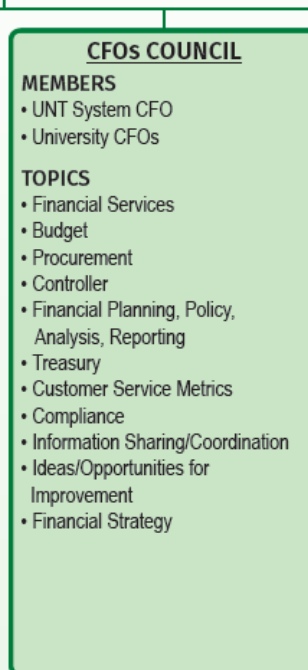 CFOs COUNCIL
MEMBERS
• UNT System CFO
• University CFOs
TOPICS
• Financial Services
• Budget
• Procurement
• Controller
• Financial Planning, Policy,
Analysis, Reporting
• Treasury
• Customer Service Metrics
• Compliance
• Information Sharing/Coordination
• Ideas/Opportunities for
Improvement
• Financial Strategy